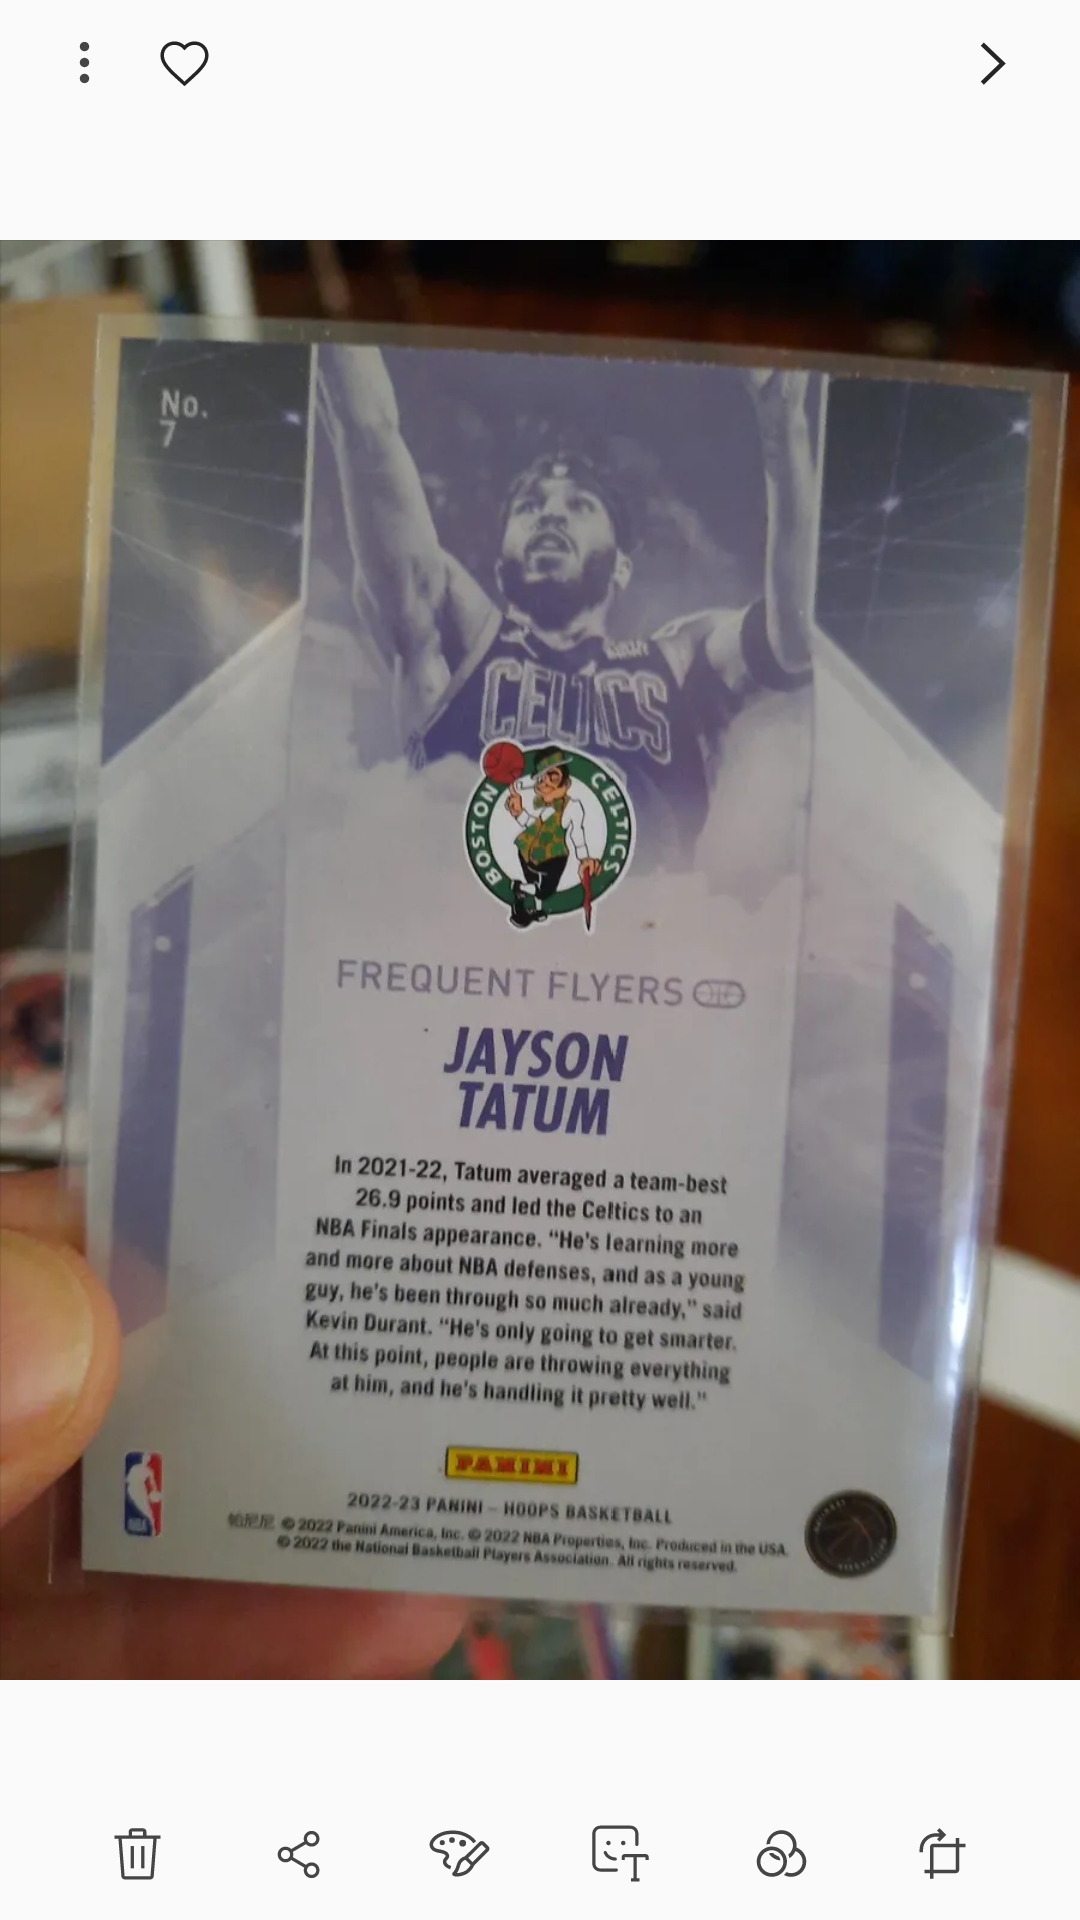 No.
7
CELTICS
BOSTON CELTICS
FREQUENT FLYERS
JAYSON
TATUM
In 2021-22, Tatum averaged a team-best
26.9 points and led the Celtics to an
NBA Finals appearance. “He's learning more
and more about NBA defenses, and as a young
guy, he's been through so much already,” said
Kevin Durant. “He's only going to get smarter.
At this point, people are throwing everything
at him, and he's handling it pretty well.”
PANINI
2022-23 PANINI – HOOPS BASKETBALL
帕尼尼 © 2022 Panini America, Inc. © 2022 NBA Properties, Inc. Produced in the USA.
© 2022 the National Basketball Players Association. All rights reserved.
NBA